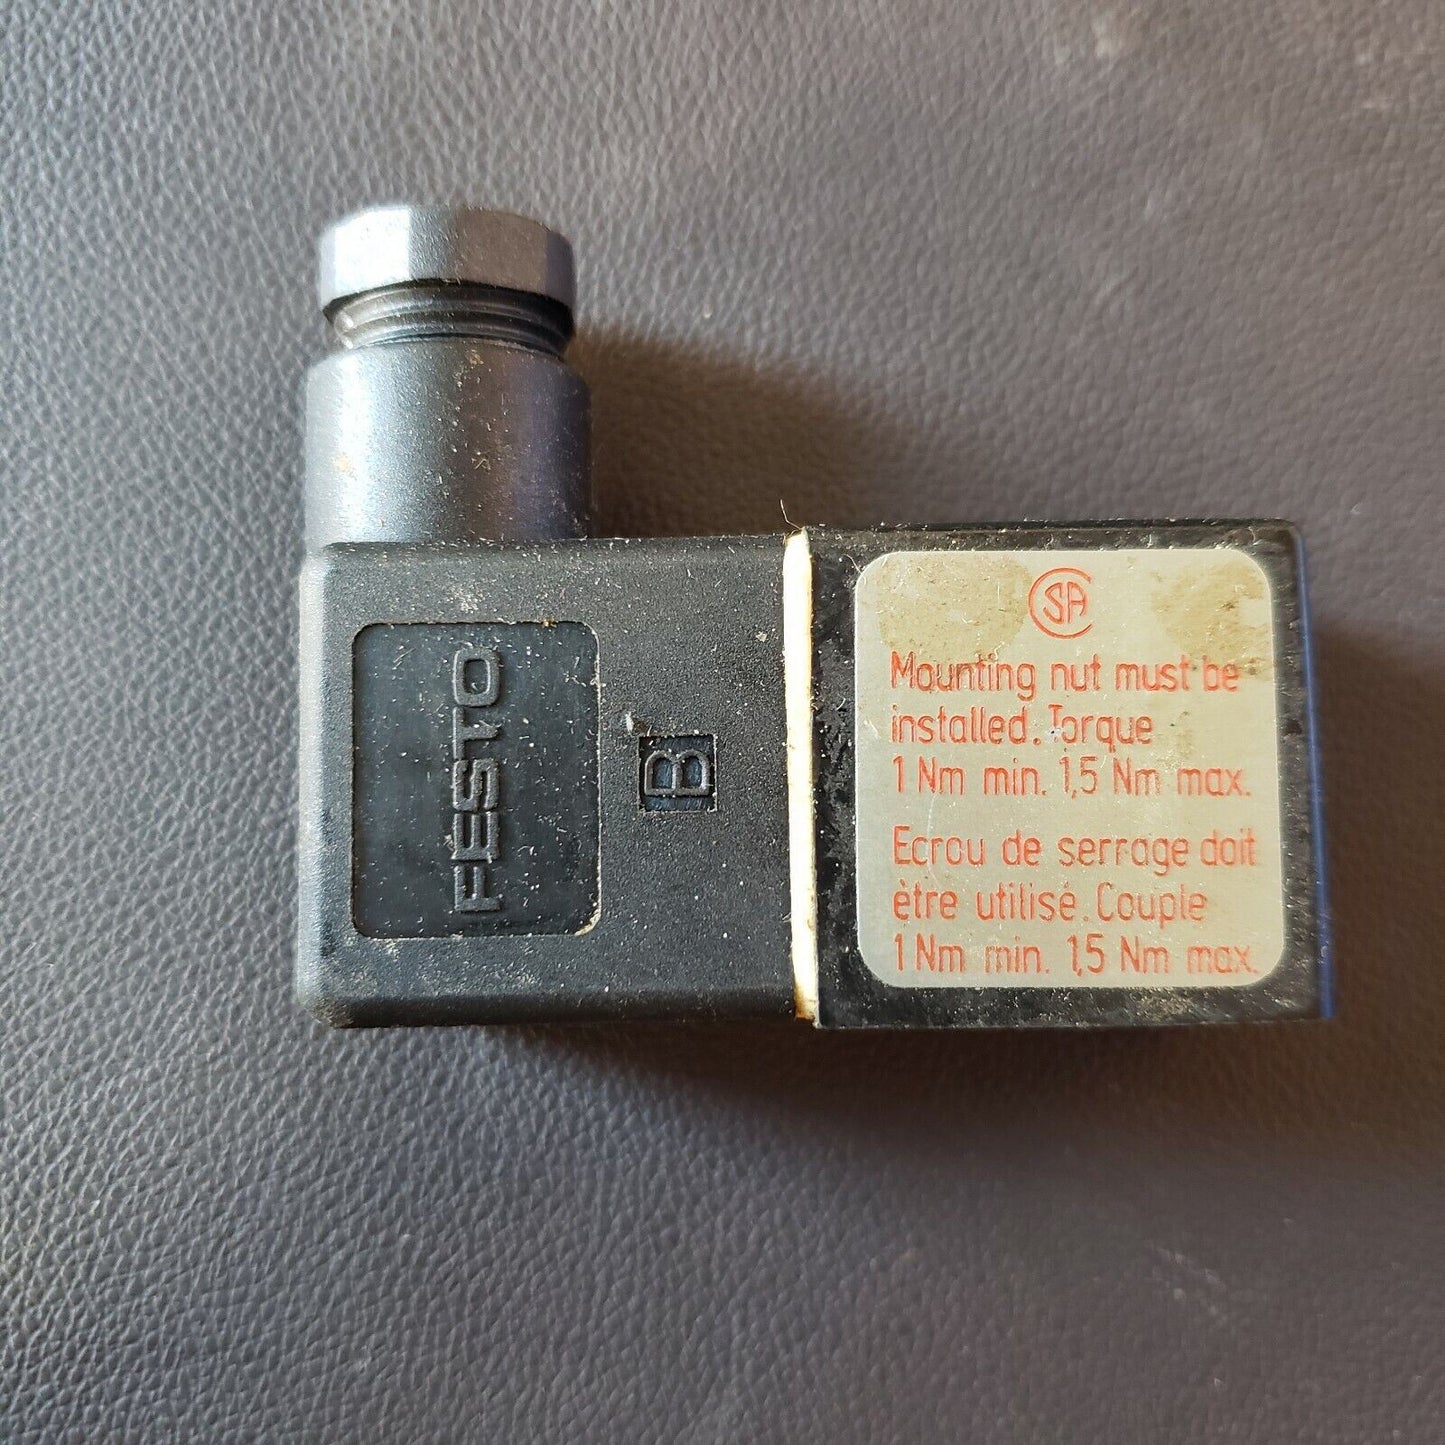 FESTO
B
CSA
Mounting nut must be
installed. Torque
1 Nm min. 1,5 Nm max.
Ecrou de serrage doit
être utilisé. Couple
1 Nm min. 1,5 Nm max.